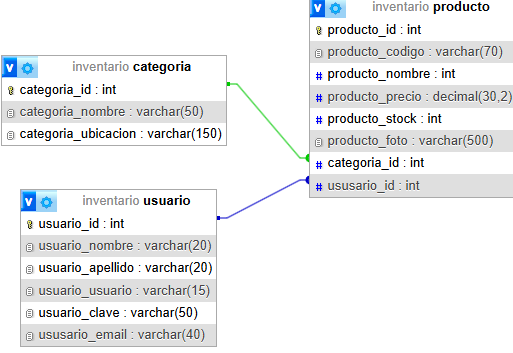 inventario producto
producto_id : int
producto_codigo : varchar(70)
producto_nombre : int
producto_precio : decimal(30,2)
producto_stock : int
producto_foto : varchar(500)
categoria_id : int
ususario_id : int
inventario categoria
categoria_id : int
categoria_nombre : varchar(50)
categoria_ubicacion : varchar(150)
inventario usuario
usuario_id : int
usuario_nombre : varchar(20)
usuario_apellido : varchar(20)
usuario_usuario : varchar(15)
usuario_clave : varchar(50)
ususario_email : varchar(40)